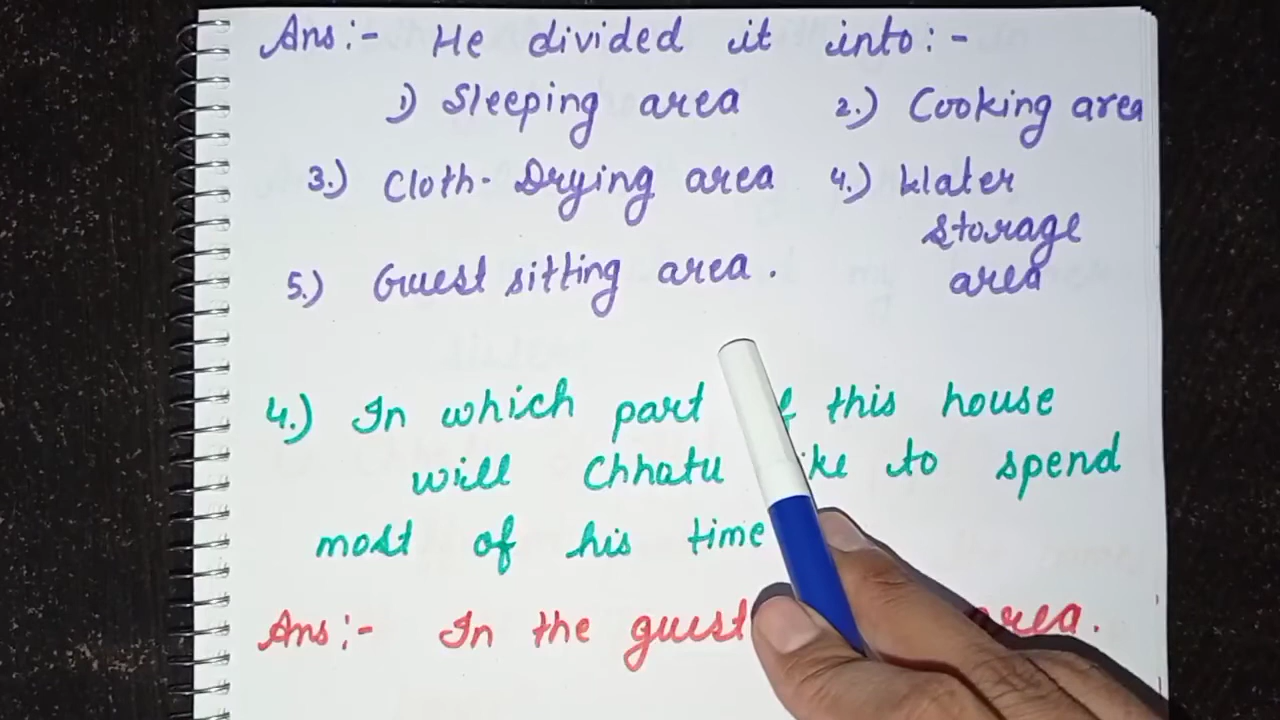 Ans:- He divided it into:-
1) Sleeping area 2.) Cooking area
3.) Cloth-Drying area 4.) Water
storage
5.) Guest sitting area. area
4.) In which part this house
will Chhatu to spend
most of his time
Ans:- In the guest area.